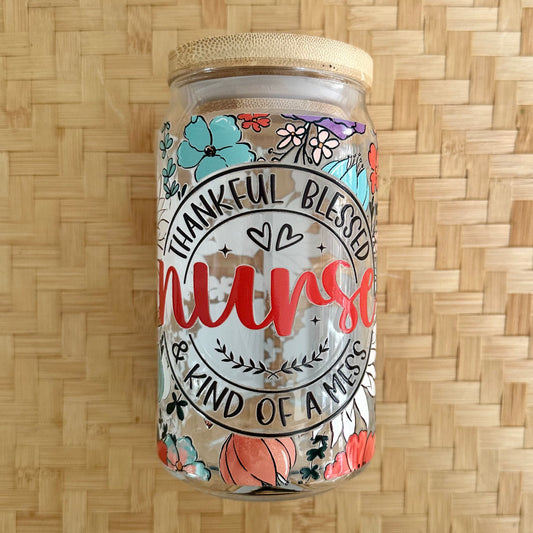 THANKFUL BLESSED
nurse
& KIND OF A MESS